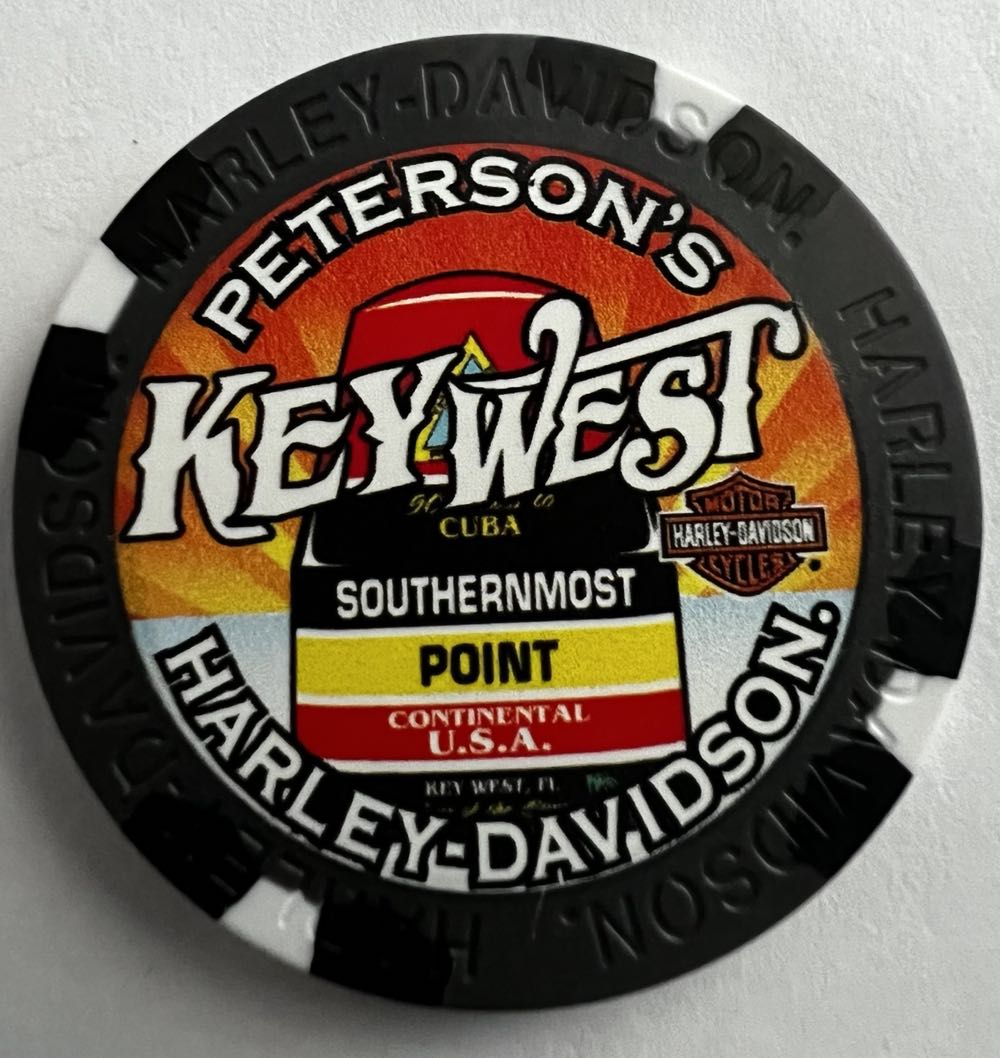 HARLEY-DAVIDSON.
HARLEY-DAVIDSON.
HARLEY-DAVIDSON.
PETERSON'S
KEY WEST
CUBA
MOTOR
HARLEY-DAVIDSON
CYCLES
SOUTHERNMOST
POINT
CONTINENTAL
U.S.A.
KEY WEST, FL
HARLEY-DAVIDSON.